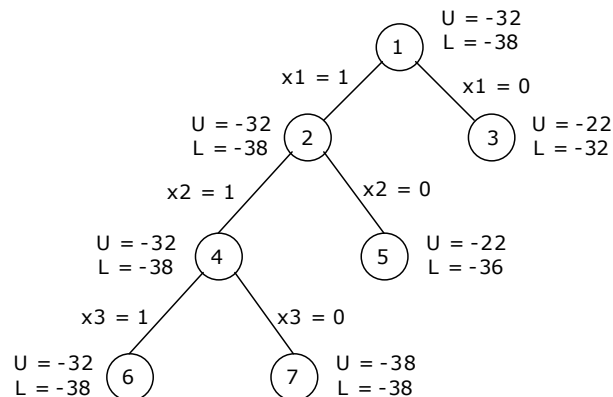 U = -32
L = -38
1
x1 = 1
x1 = 0
U = -32
L = -38
2
3
U = -22
L = -32
x2 = 1
x2 = 0
U = -32
L = -38
4
5
U = -22
L = -36
x3 = 1
x3 = 0
U = -32
L = -38
6
7
U = -38
L = -38